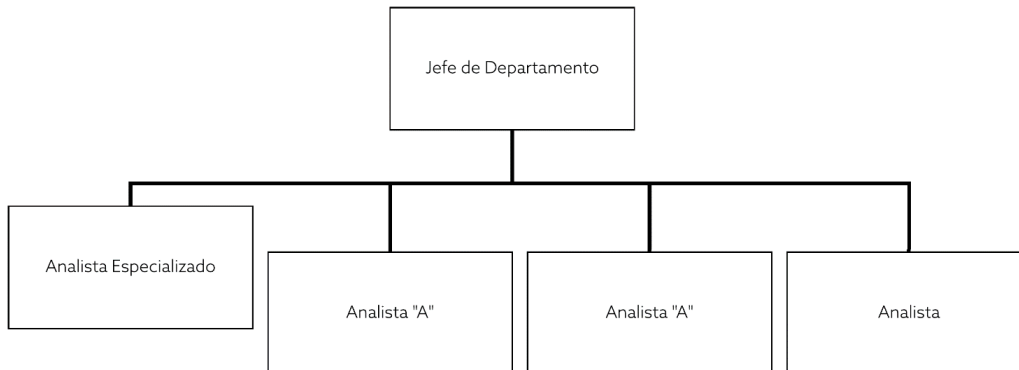 Jefe de Departamento
Analista Especializado
Analista "A"
Analista "A"
Analista